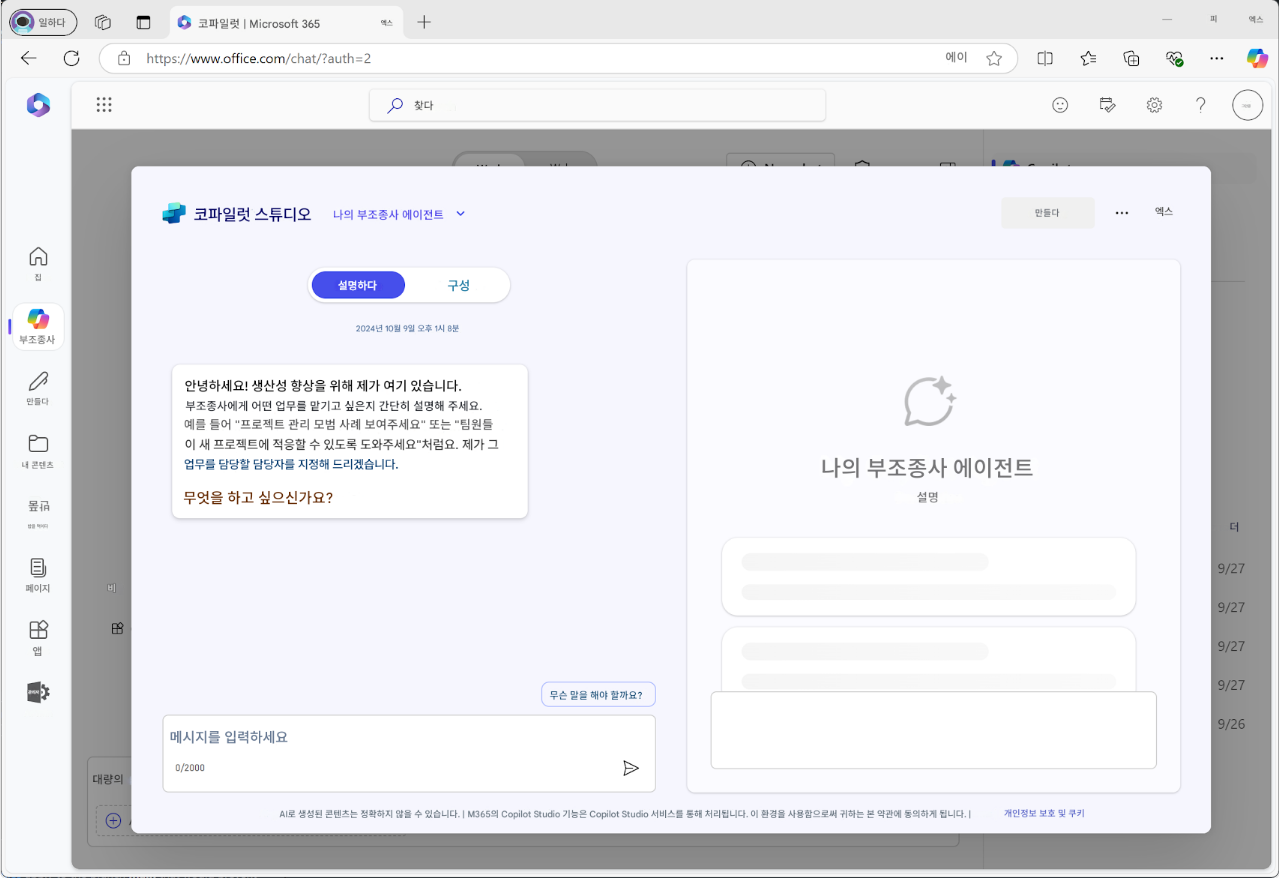 일하다
코파일럿 | Microsoft 365
엑스
피
엑스
https://www.office.com/chat/?auth=2
에이
찾다
집
부조종사
만들다
내 콘텐츠
페이지
앱
코파일럿 스튜디오
나의 부조종사 에이전트
만들다
엑스
설명하다
구성
2024년 10월 9일 오후 1시 8분
안녕하세요! 생산성 향상을 위해 제가 여기 있습니다.
부조종사에게 어떤 업무를 맡기고 싶은지 간단히 설명해 주세요.
예를 들어 "프로젝트 관리 모범 사례 보여주세요" 또는 "팀원들
이 새 프로젝트에 적응할 수 있도록 도와주세요"처럼요. 제가 그
업무를 담당할 담당자를 지정해 드리겠습니다.
무엇을 하고 싶으신가요?
무슨 말을 해야 할까요?
메시지를 입력하세요
0/2000
나의 부조종사 에이전트
설명
더
9/27
9/27
9/27
9/27
9/26
비
대량의
AI로 생성된 콘텐츠는 정확하지 않을 수 있습니다. | M365의 Copilot Studio 기능은 Copilot Studio 서비스를 통해 처리됩니다. 이 환경을 사용함으로써 귀하는 본 약관에 동의하게 됩니다. |
개인정보 보호 및 쿠키